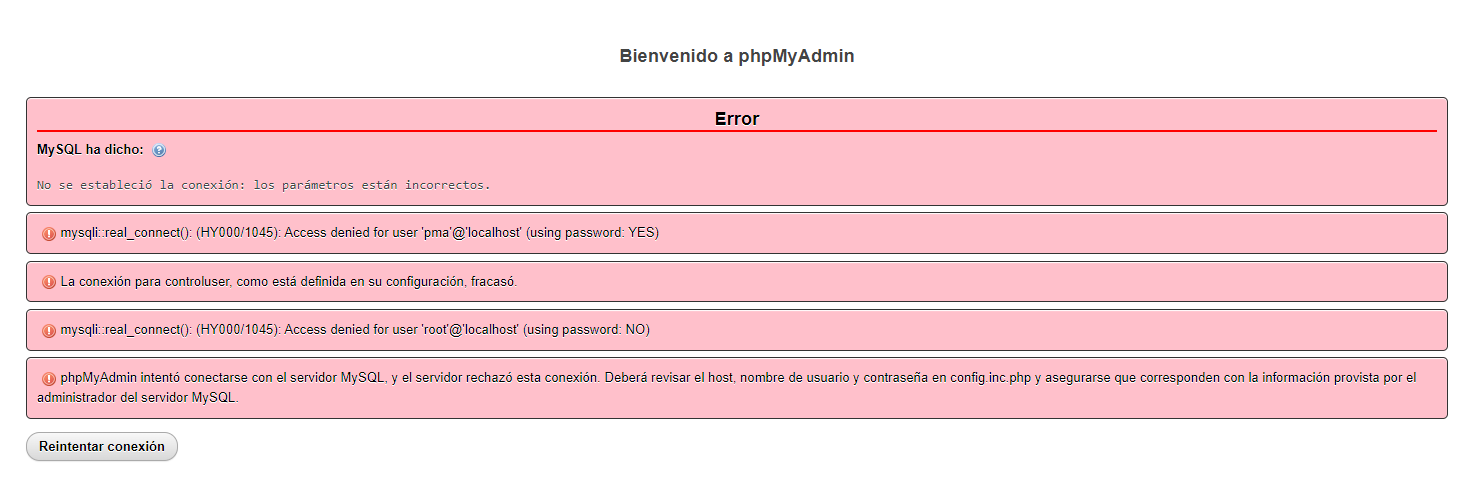 Bienvenido a phpMyAdmin
Error
MySQL ha dicho:
No se estableció la conexión: los parámetros están incorrectos.
mysqli::real_connect(): (HY000/1045): Access denied for user 'pma'@'localhost' (using password: YES)
La conexión para controluser, como está definida en su configuración, fracasó.
mysqli::real_connect(): (HY000/1045): Access denied for user 'root'@'localhost' (using password: NO)
phpMyAdmin intentó conectarse con el servidor MySQL, y el servidor rechazó esta conexión. Deberá revisar el host, nombre de usuario y contraseña en config.inc.php y asegurarse que corresponden con la información provista por el
administrador del servidor MySQL.
Reintentar conexión